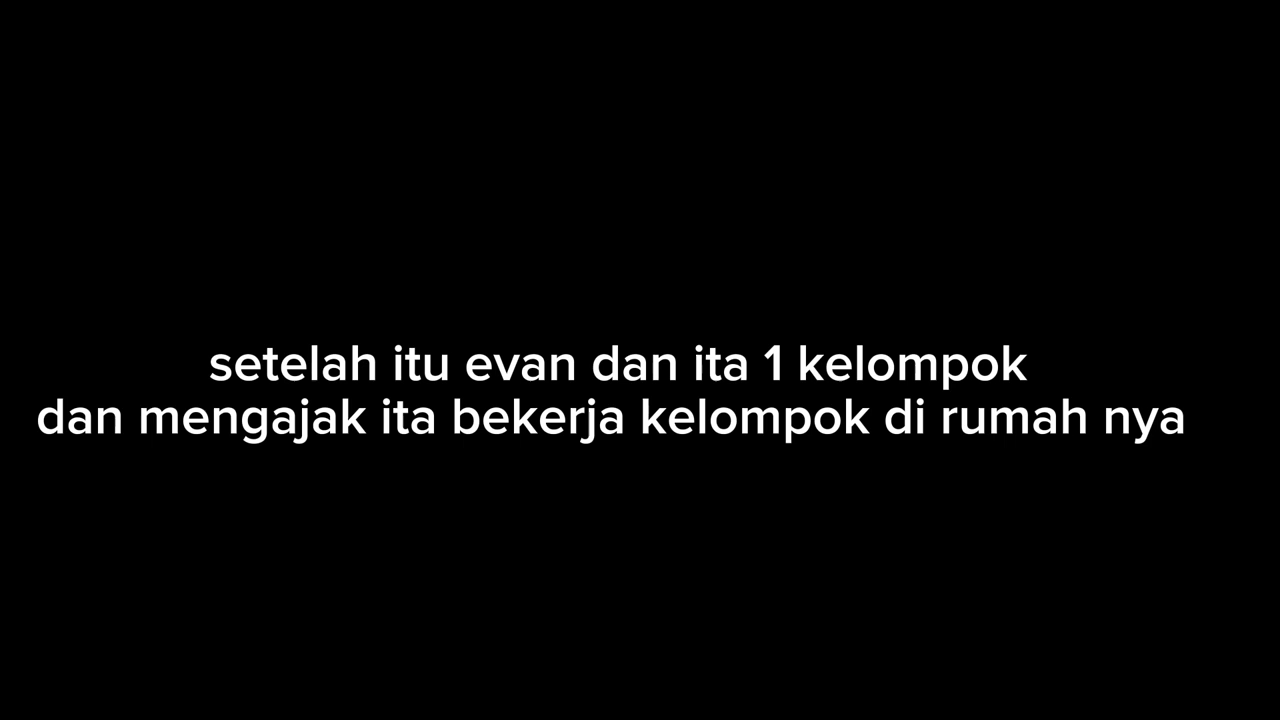 setelah itu evan dan ita 1 kelompok
dan mengajak ita bekerja kelompok di rumah nya